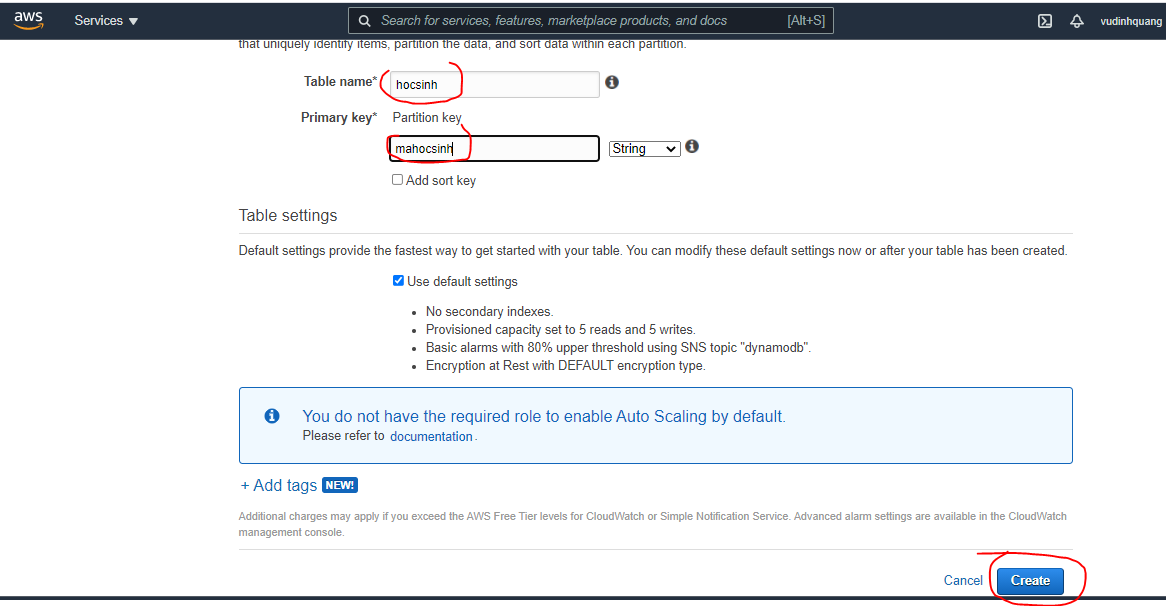 aws Services Search for services, features, marketplace products, and docs [Alt+S] vudinhquang
that uniquely identify items, partition the data, and sort data within each partition.
Table name* hocsinh
Primary key* Partition key
mahocsinh String
Add sort key
Table settings
Default settings provide the fastest way to get started with your table. You can modify these default settings now or after your table has been created.
Use default settings
No secondary indexes.
Provisioned capacity set to 5 reads and 5 writes.
Basic alarms with 80% upper threshold using SNS topic "dynamodb".
Encryption at Rest with DEFAULT encryption type.
You do not have the required role to enable Auto Scaling by default.
Please refer to documentation.
+ Add tags NEW!
Additional charges may apply if you exceed the AWS Free Tier levels for CloudWatch or Simple Notification Service. Advanced alarm settings are available in the CloudWatch
management console.
Cancel Create